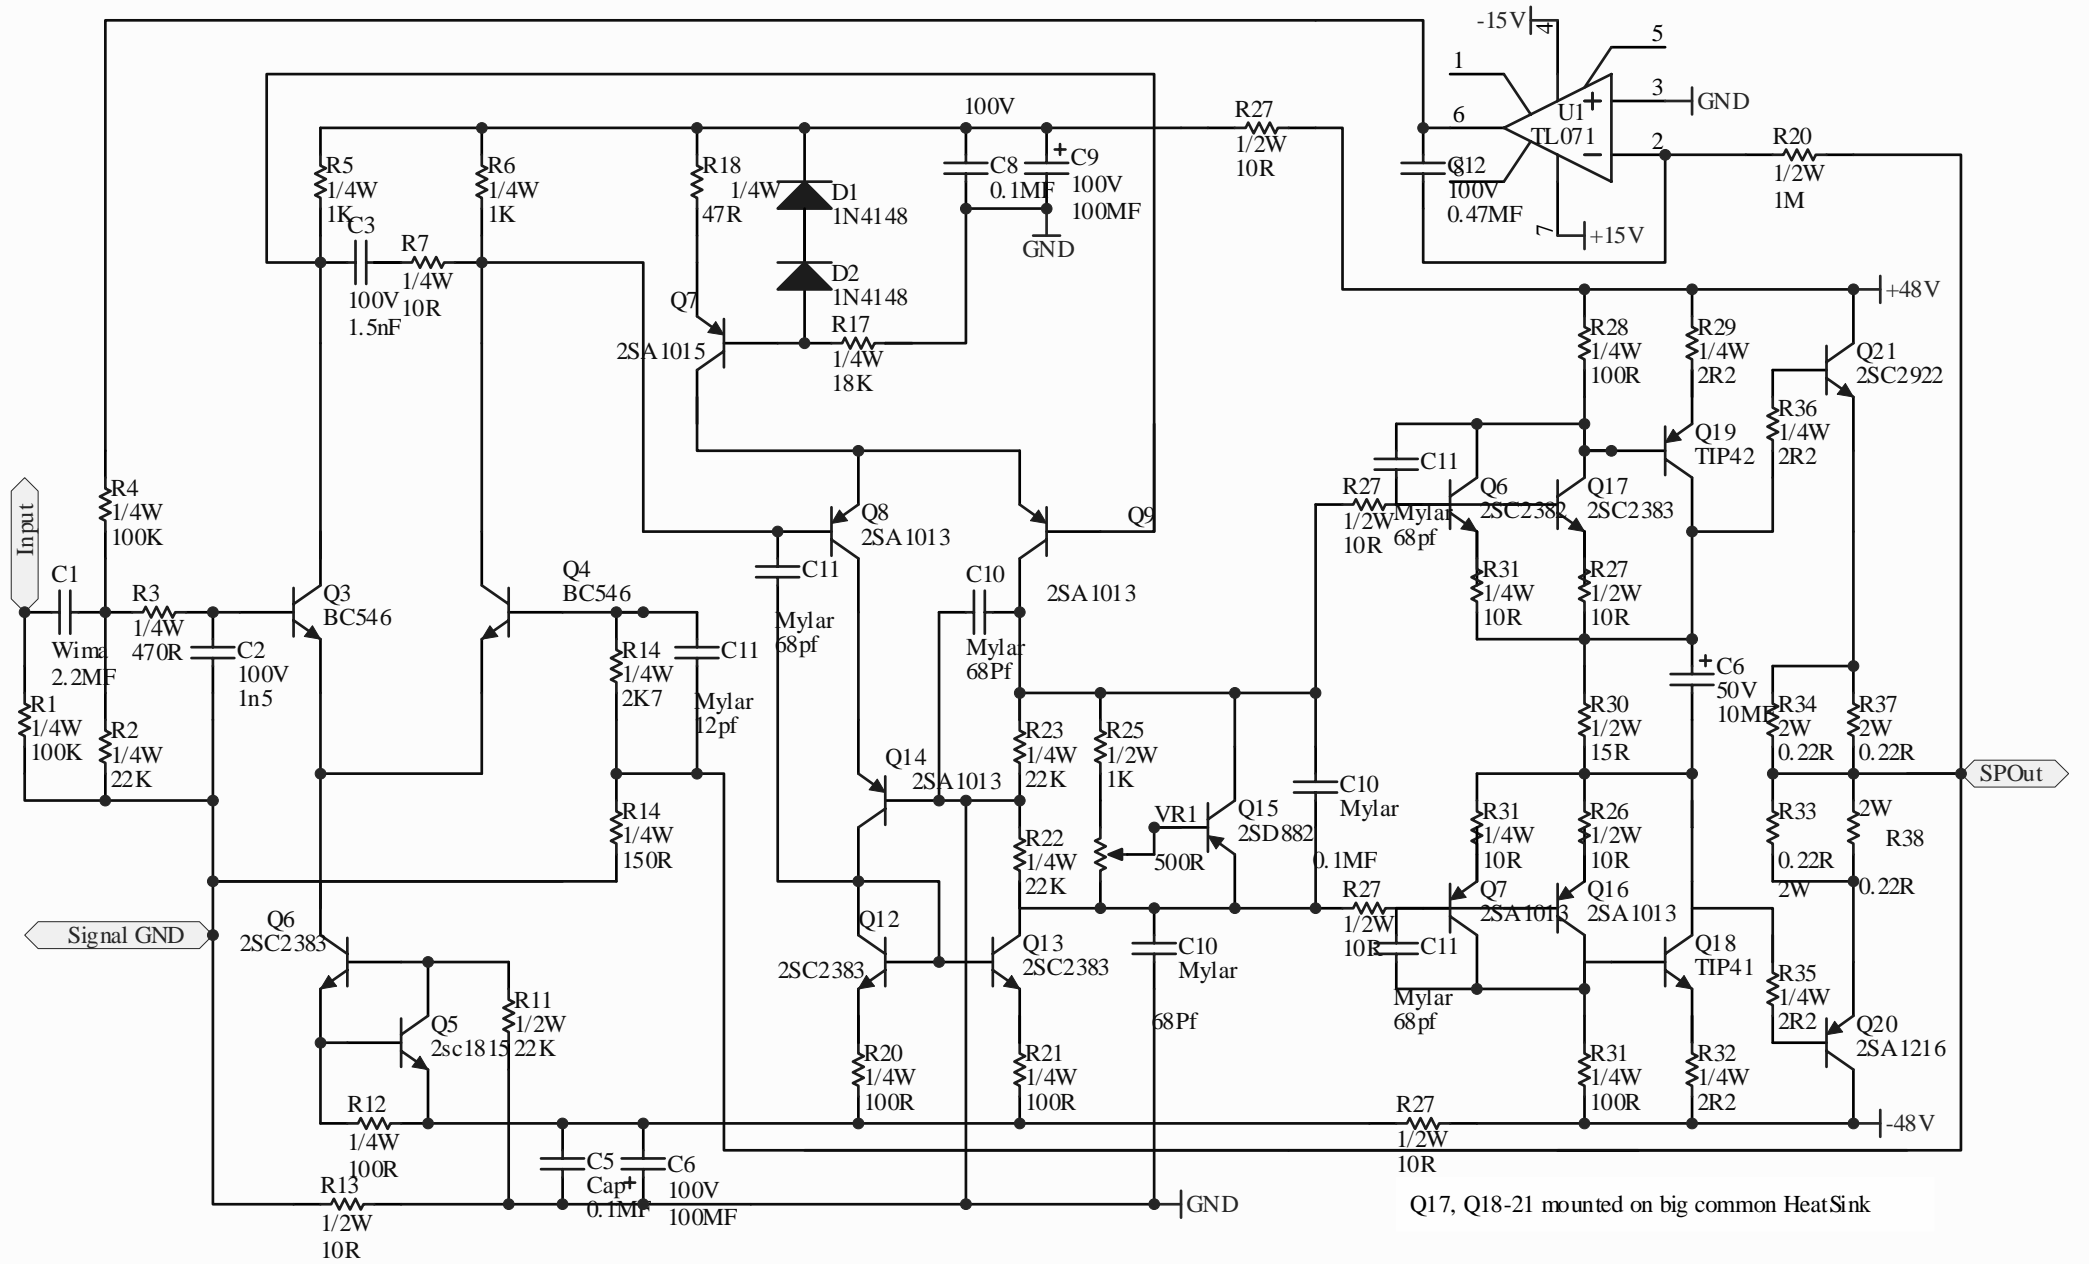 -15V
4
5
1
3
GND
6
U1
TL071
2
R20
1/2W
1M
C12
8
100V
0.47MF
7
+15V
100V
R27
1/2W
10R
R5
1/4W
1K
R6
1/4W
1K
R18
1/4W
47R
D1
1N4148
C8
0.1MF
C9
100V
100MF
GND
C3
100V
1.5nF
R7
1/4W
10R
D2
1N4148
Q7
2SA1015
R17
1/4W
18K
+48V
R28
1/4W
100R
R29
1/4W
2R2
Q21
2SC2922
R36
1/4W
2R2
Q19
TIP42
C11
Mylar
68pf
R27
1/2W
10R
Q6
2SC2382
Q17
2SC2383
Input
R4
1/4W
100K
Q8
2SA1013
Q9
2SA1013
C1
Wima
2.2MF
R3
1/4W
470R
Q3
BC546
Q4
BC546
C11
Mylar
68pf
C10
Mylar
68Pf
R31
1/4W
10R
R27
1/2W
10R
C2
100V
1n5
R14
1/4W
2K7
C11
Mylar
12pf
R1
1/4W
100K
R2
1/4W
22K
C6
50V
10MF
R30
1/2W
15R
R34
2W
0.22R
R37
2W
0.22R
Q14
2SA1013
R23
1/4W
22K
R25
1/2W
1K
SPOut
R14
1/4W
150R
R22
1/4W
22K
VR1
500R
Q15
2SD882
C10
Mylar
0.1MF
R31
1/4W
10R
R26
1/2W
10R
R33
0.22R
2W
2W
R38
0.22R
Signal GND
Q6
2SC2383
Q12
2SC2383
Q13
2SC2383
C10
Mylar
68Pf
R27
1/2W
10R
Q7
2SA1013
Q16
2SA1013
C11
Mylar
68pf
Q18
TIP41
R35
1/4W
2R2
Q20
2SA1216
Q5
2sc1815
R11
1/2W
22K
R20
1/4W
100R
R21
1/4W
100R
R31
1/4W
100R
R32
1/4W
2R2
R12
1/4W
100R
R27
1/2W
10R
-48V
C5
Cap
0.1MF
C6
100V
100MF
R13
1/2W
10R
GND
Q17, Q18-21 mounted on big common HeatSink